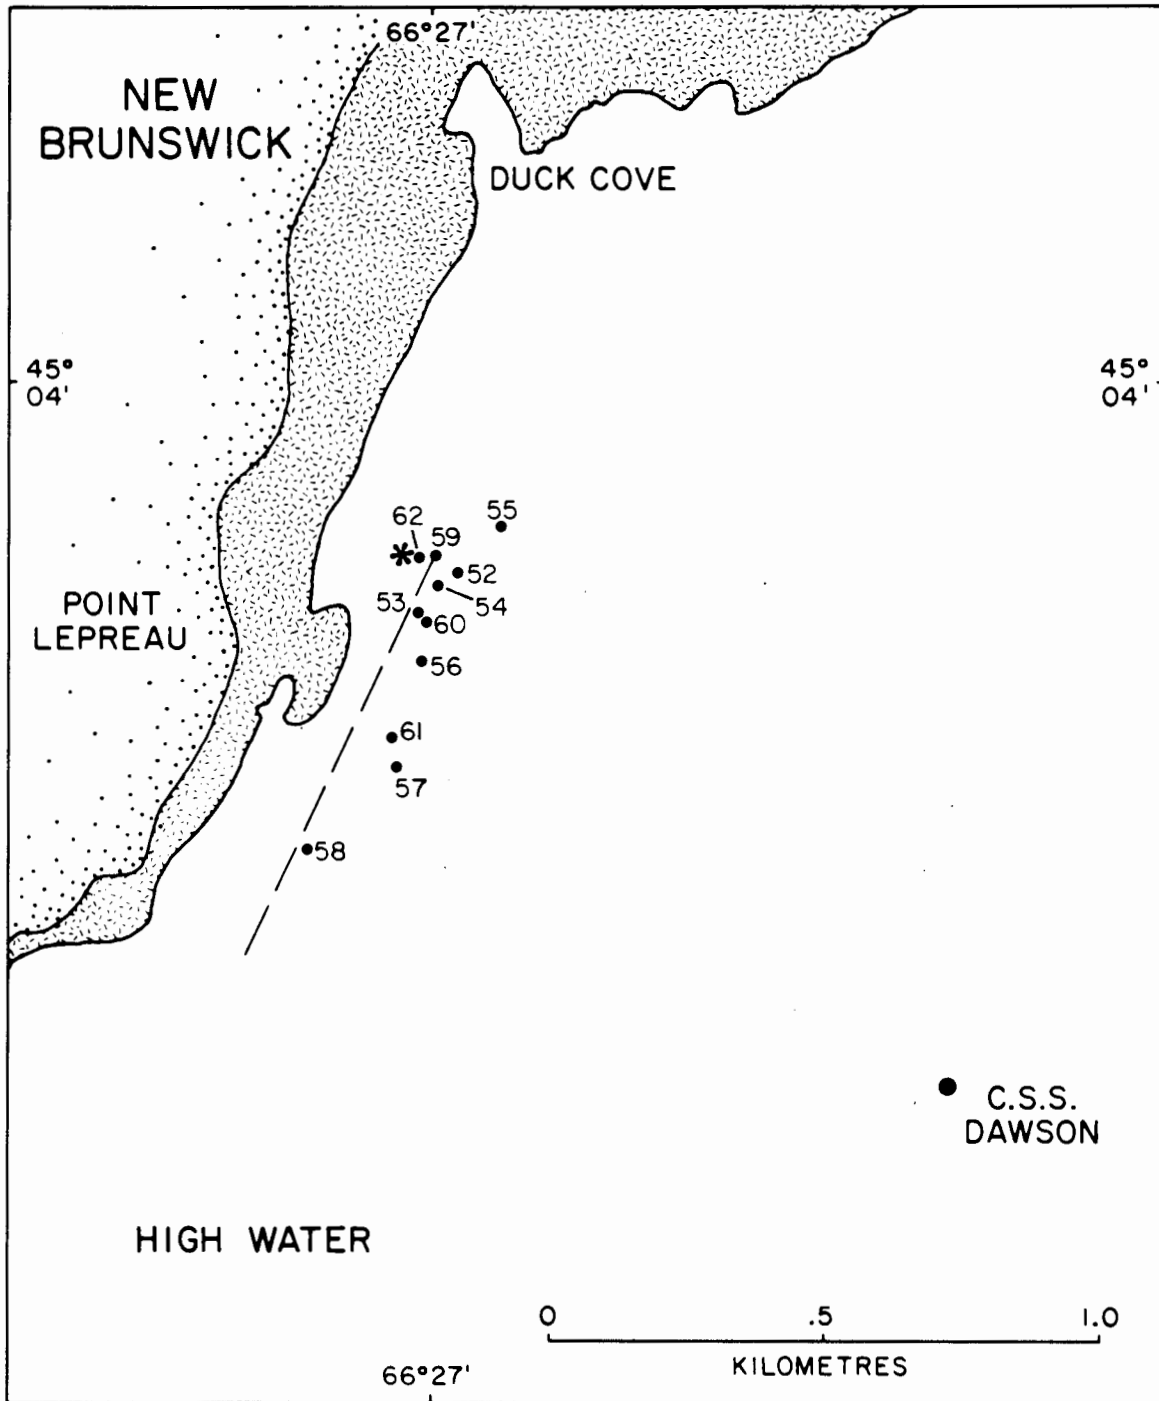 66°27'
NEW
BRUNSWICK
DUCK COVE
45°
04'
45°
04'
55
62
59
52
54
53
60
56
61
57
58
POINT
LEPREAU
C.S.S.
DAWSON
HIGH WATER
0 .5 1.0
KILOMETRES
66°27'